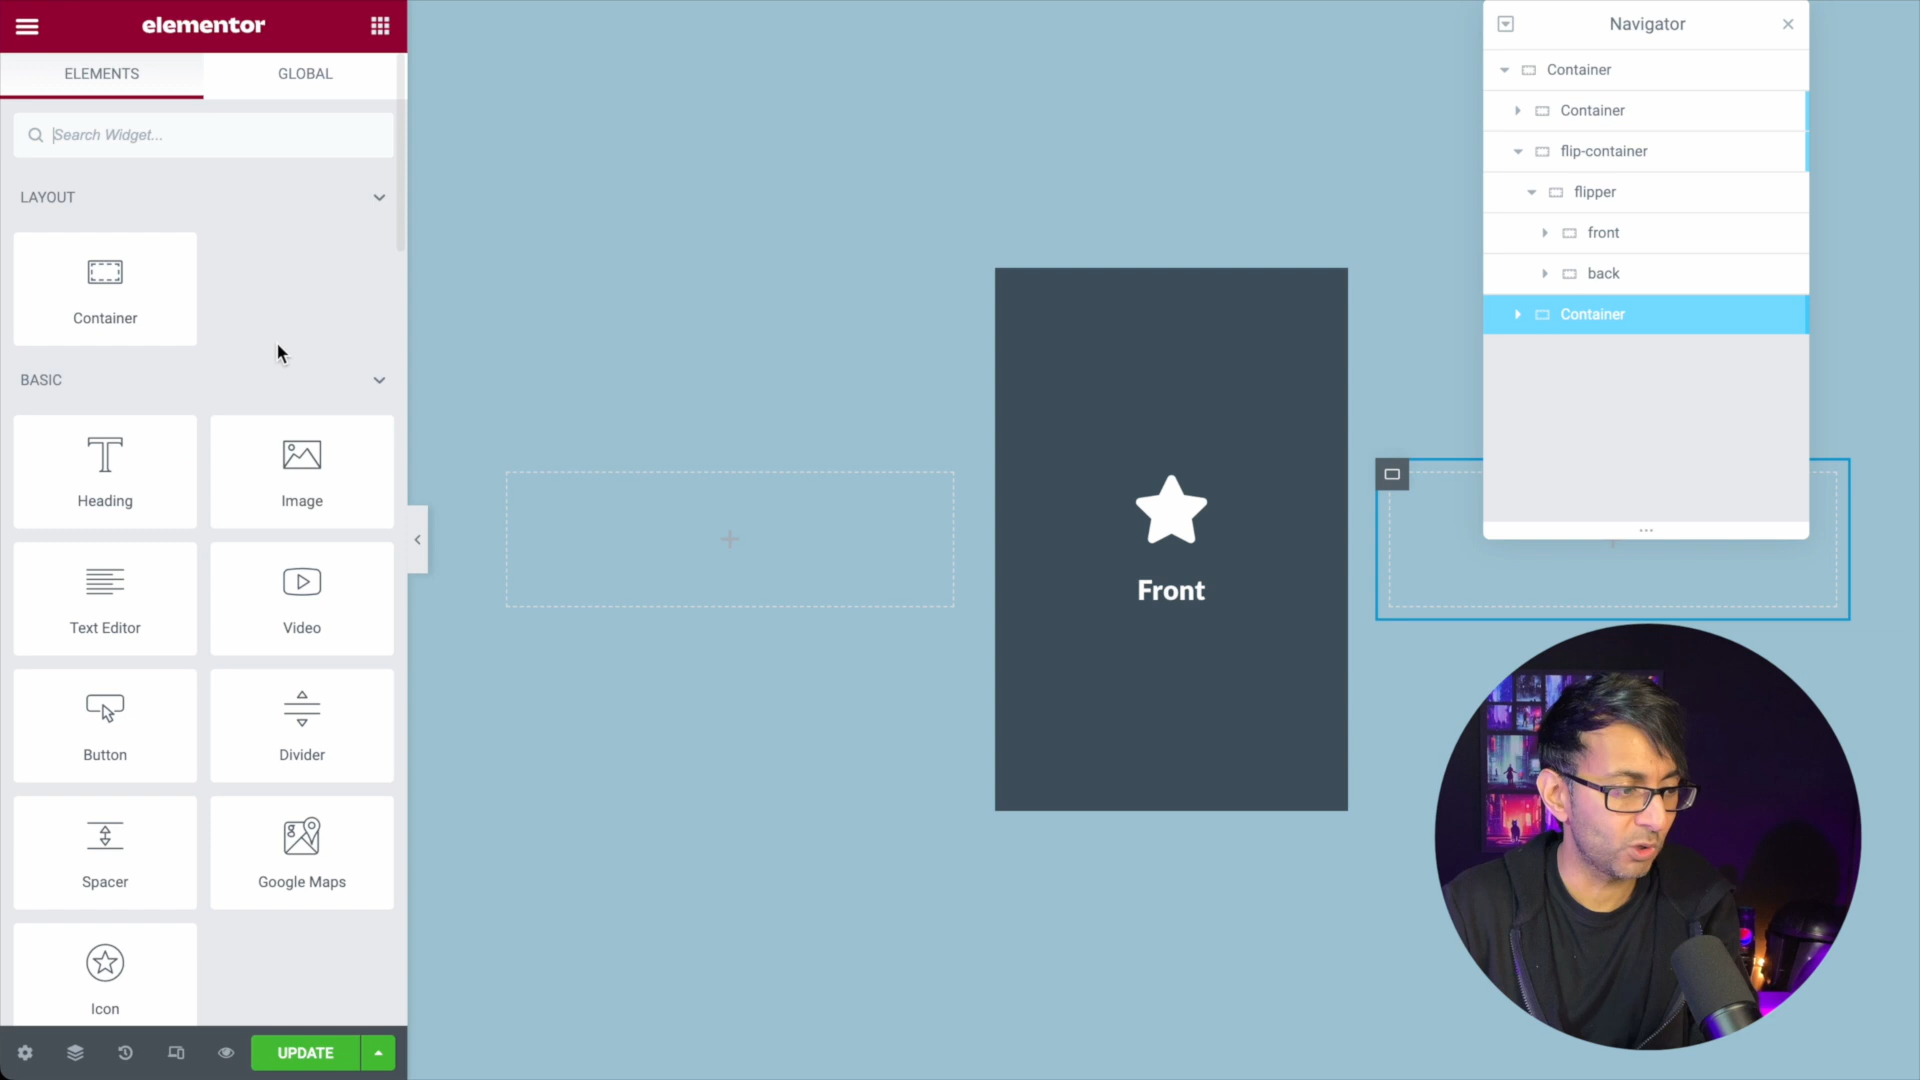 elementor
ELEMENTS
GLOBAL
Search Widget...
LAYOUT
Container
BASIC
Heading
Image
Text Editor
Video
Button
Divider
Spacer
Google Maps
Icon
UPDATE
Front
Navigator
Container
Container
flip-container
flipper
front
back
Container